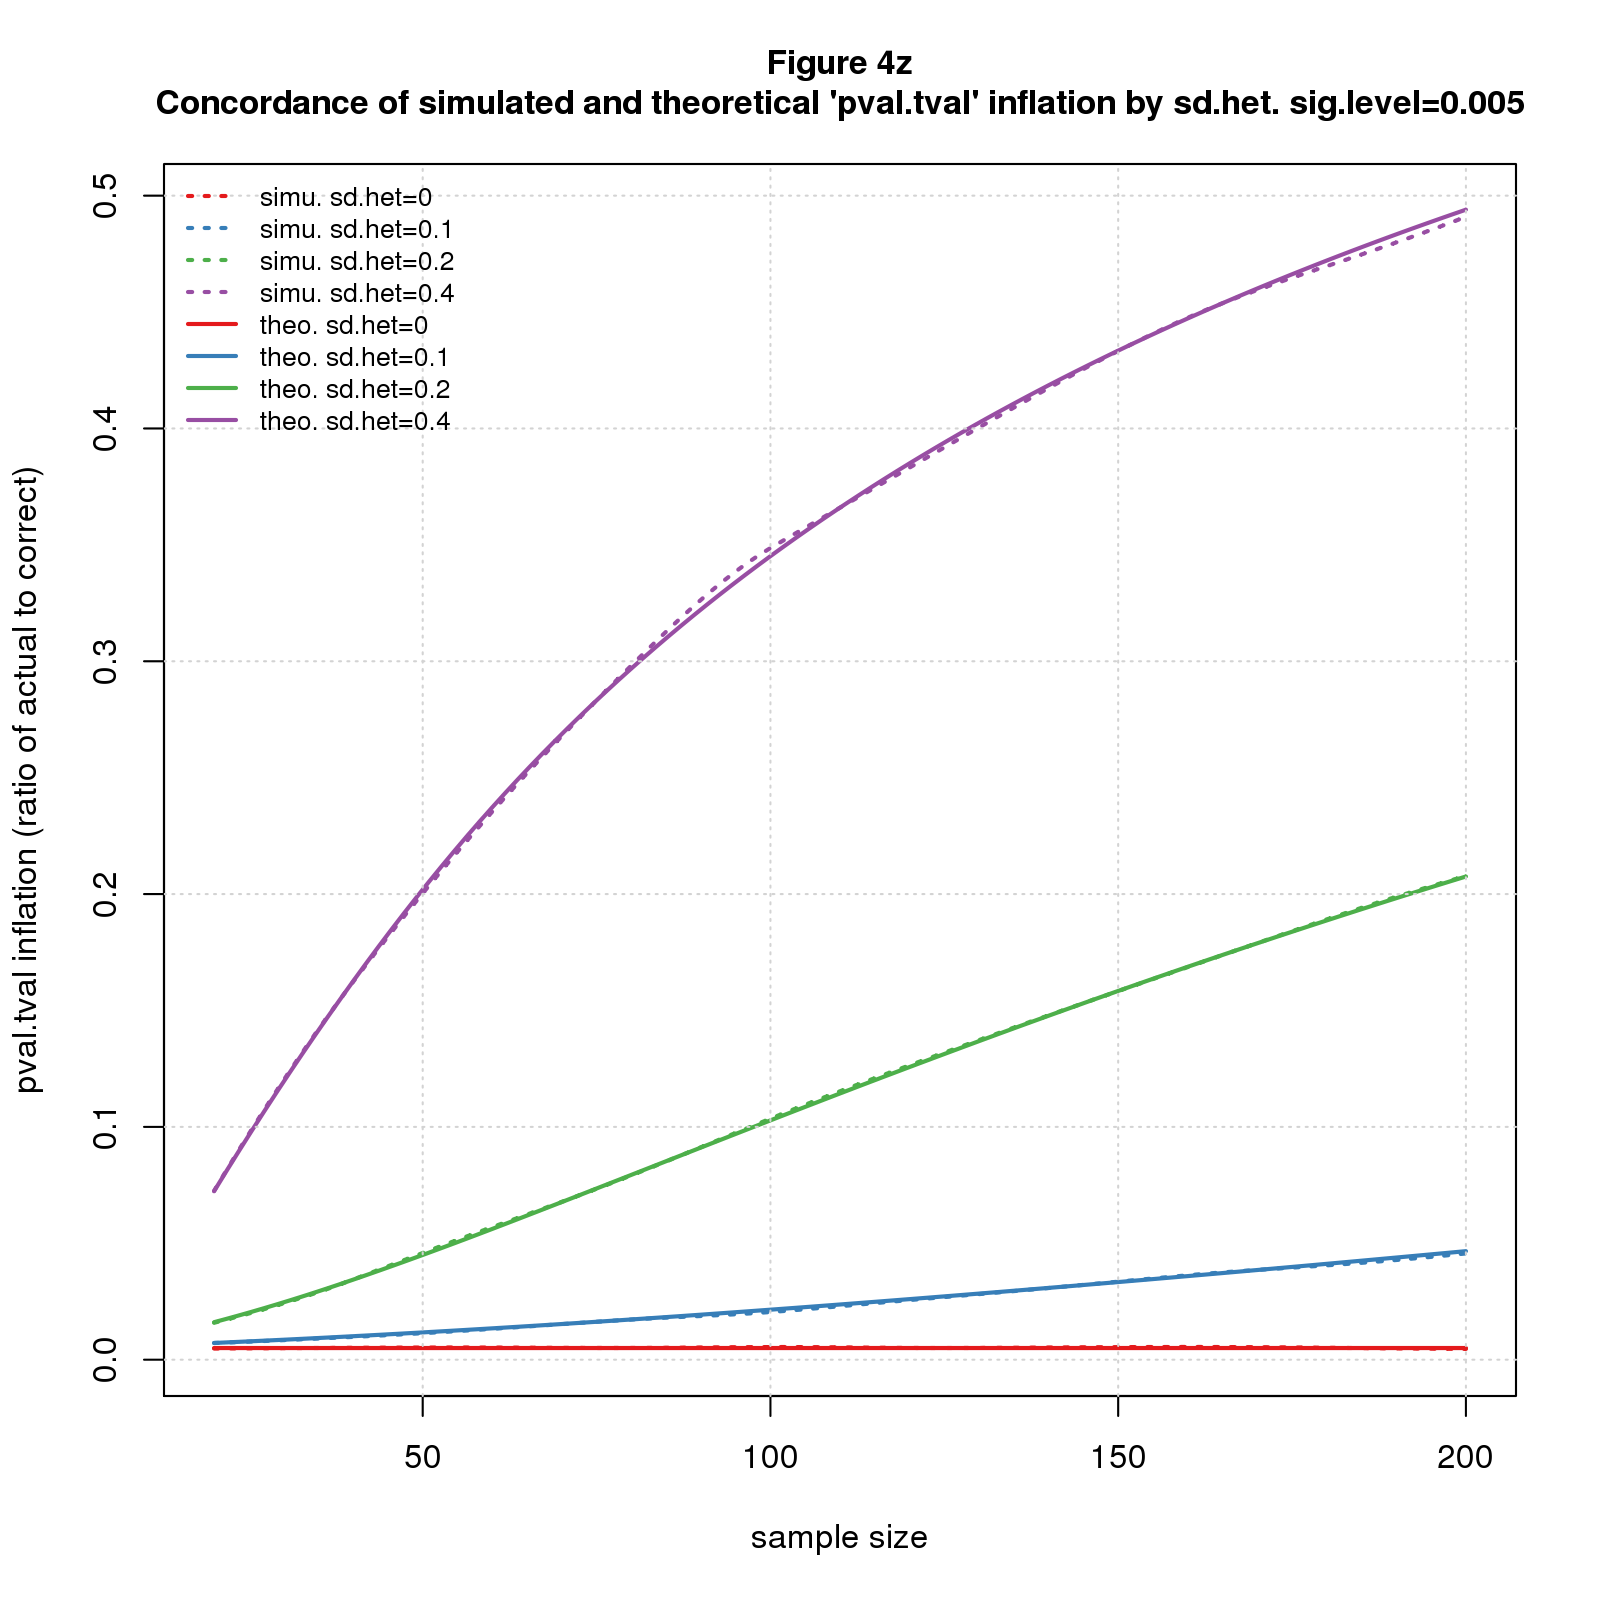 Figure 4z
Concordance of simulated and theoretical 'pval.tval' inflation by sd.het. sig.level=0.005
simu. sd.het=0
simu. sd.het=0.1
simu. sd.het=0.2
simu. sd.het=0.4
theo. sd.het=0
theo. sd.het=0.1
theo. sd.het=0.2
theo. sd.het=0.4
pval.tval inflation (ratio of actual to correct)
0.5
0.4
0.3
0.2
0.1
0.0
50 100 150 200
sample size